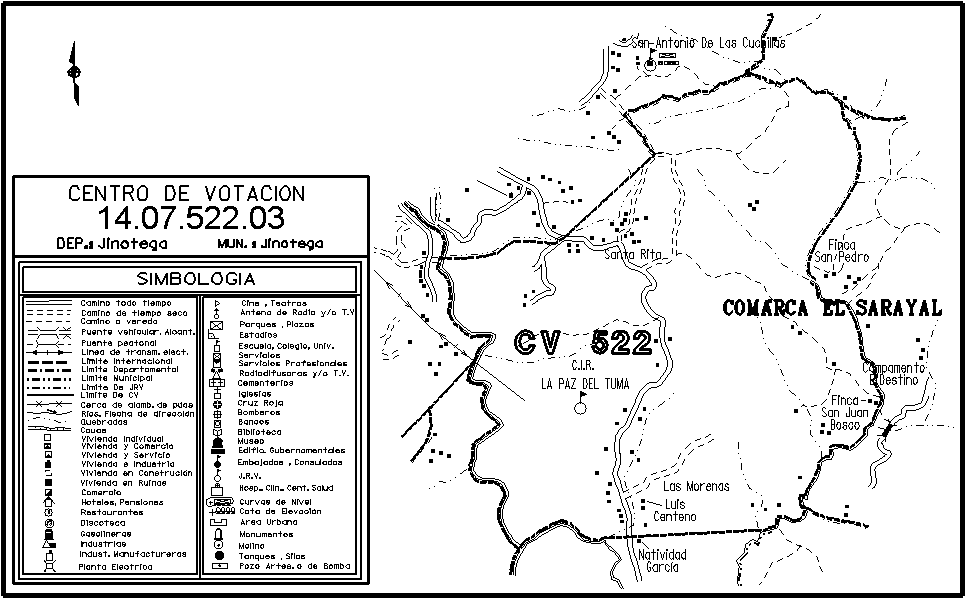 CENTRO DE VOTACION
14.07.522.03
DEP.: Jinotega MUN.: Jinotega
SIMBOLOGIA
Camino todo tiempo
Camino de tiempo seco
Camino o vereda
Puente vehicular, Alcant.
Puente peatonal
Linea de transm. elect.
Limite Internacional
Limite Departamental
Limite Municipal
Limite De JRV
Limite De CV
Cerca de alamb. de puas
Rios, Flecha de direcion
Quebradas
Cauce
Vivienda Individual
Vivienda y Comercio
Vivienda y Servicio
Vivienda e Industria
Vivienda en Construcion
Vivienda en Ruinas
Comercio
Hoteles, Pensiones
Restaurantes
Discoteca
Gasolineras
Industrias
Indust. Manufactureras
Planta Electrica
Cine, Teatros
Antena de Radio y/o T.V
Parques, Plazas
Estadios
Escuela, Colegio, Univ.
Servicios
Servicios Profesionales
Radiodifusoras y/o T.V.
Cementerios
Iglesias
Cruz Roja
Bomberos
Bancos
Biblioteca
Museo
Edific. Gubernamentales
Embajadas, Consulados
J.R.V.
Hosp., Clin., Cent. Salud
Curvas de Nivel
Cota de Elevacion
Area Urbana
Monumentos
Molino
Tanques, Silos
Pozo Artes. o de Bomba
San Antonio De Las Cuchillas
Santa Rita
Finca
San Pedro
COMARCA EL SARAYAL
CV 522
C.I.R.
LA PAZ DEL TUMA
Campamento
El Destino
Finca
San Juan
Bosco
Las Morenas
Luis
Centeno
Natividad
García